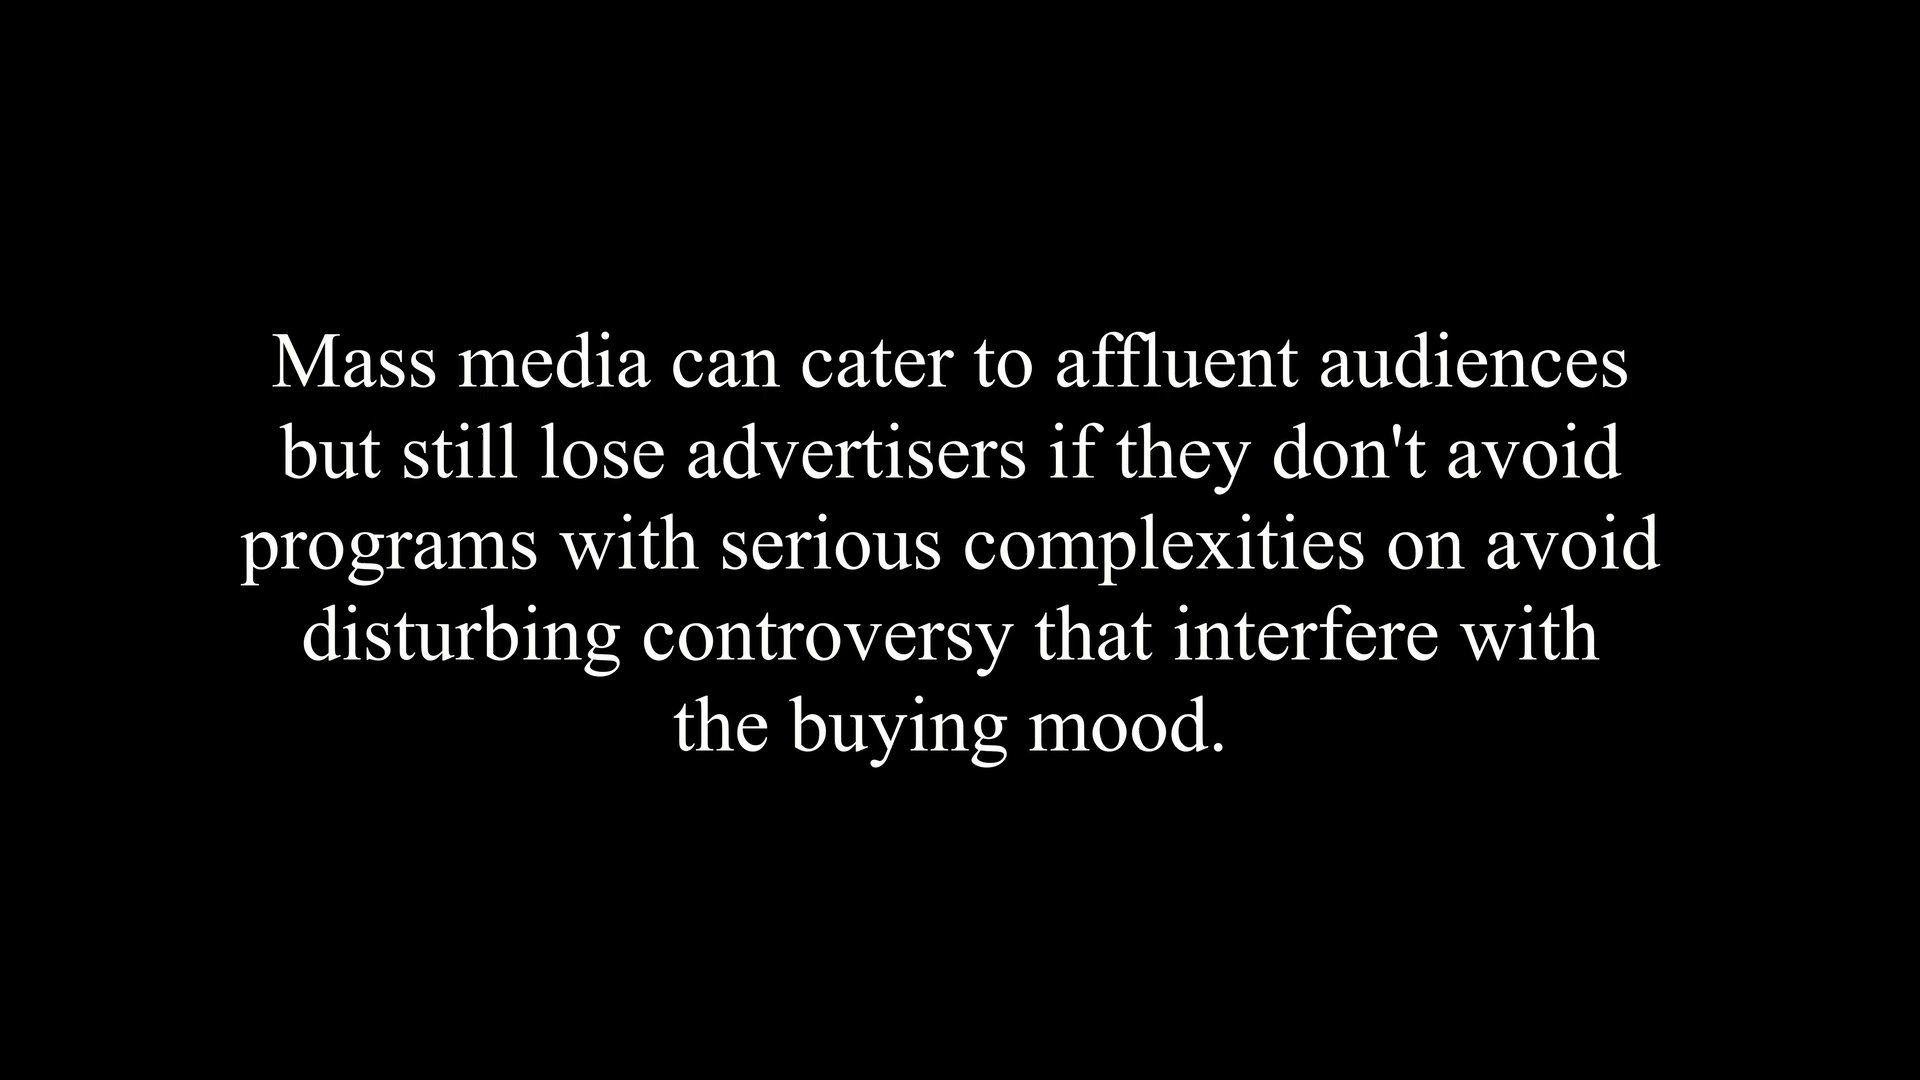 Mass media can cater to affluent audiences
but still lose advertisers if they don't avoid
programs with serious complexities on avoid
disturbing controversy that interfere with
the buying mood.